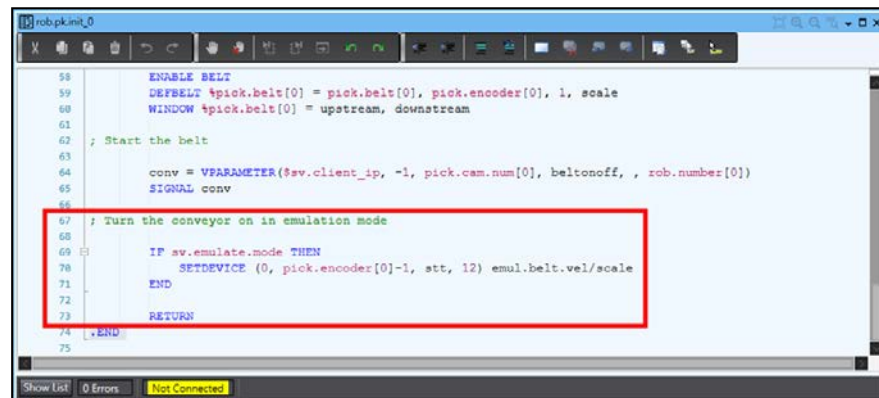 rob.pk.init_0
58 ENABLE BELT
59 DEFBELT %pick.belt[0] = pick.belt[0], pick.encoder[0], 1, scale
60 WINDOW %pick.belt[0] = upstream, downstream
61
62 ; Start the belt
63
64 conv = VPARAMETER($sv.client_ip, -1, pick.cam.num[0], beltonoff, , rob.number[0])
65 SIGNAL conv
66
67 ; Turn the conveyor on in emulation mode
68
69 IF sv.emulate.mode THEN
70 SETDEVICE (0, pick.encoder[0]-1, stt, 12) emul.belt.vel/scale
71 END
72
73 RETURN
74 .END
75
Show List 0 Errors Not Connected